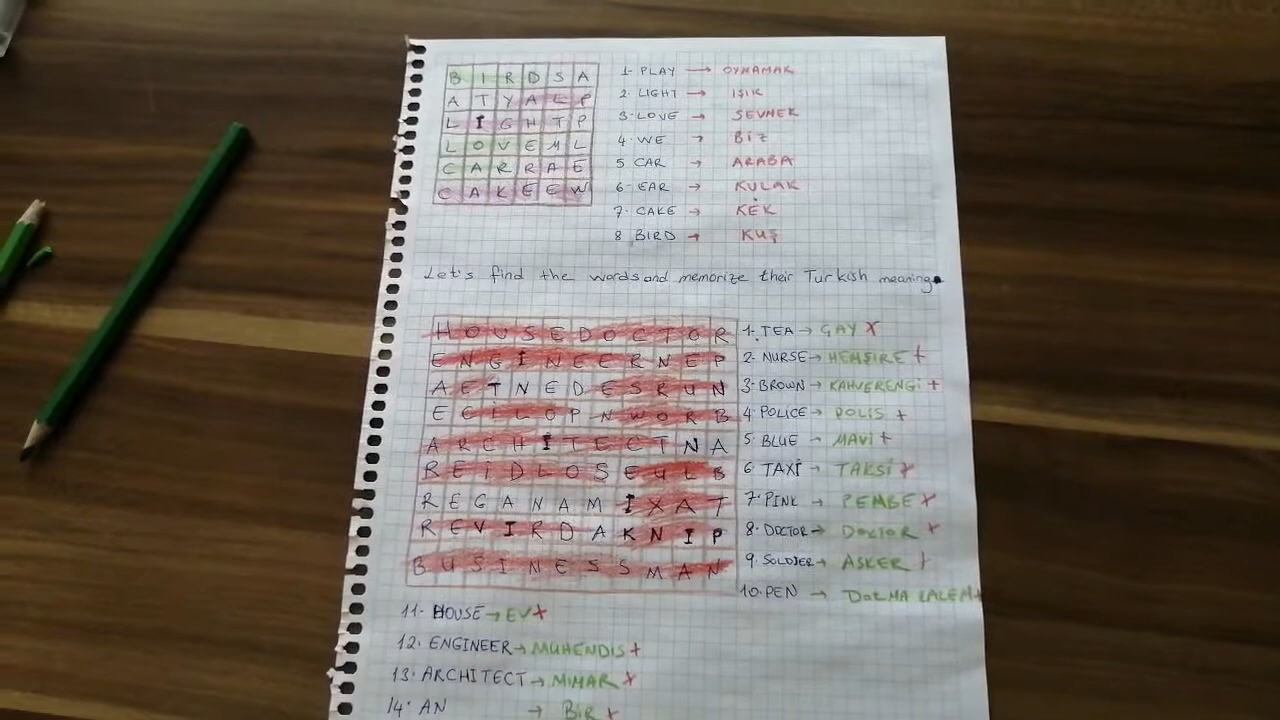 B I R D S A
A T Y A L P
L I G H T P
L O V E M L
C A R R A E
C A K E E W
1- PLAY → OYNAMAK
2. LIGHT → IŞIK
3. LOVE → SEVMEK
4. WE → BİZ
5 CAR → ARABA
6- EAR → KULAK
7. CAKE → KEK
8 BIRD → KUŞ
Let's find the words and memorize their Turkish meaning.
H O U S E D O C T O R
E N G I N E E R N E P
A E T N E D E S R U N
E C İ L O P N W O R B
A R C H I T E C T N A
R E İ D L O S E U L B
R E G A N A M I X A T
R E V I R D A K N I P
B U S I N E S S M A N
1. TEA → ÇAY x
2. NURSE → HEMŞİRE +
3. BROWN → KAHVERENGİ +
4. POLICE → POLİS +
5. BLUE → MAVİ +
6 TAXİ → TAKSİ x
7. PINK → PEMBE x
8. DOCTOR → DOKTOR +
9. SOLDIER → ASKER +
10. PEN → DOLMA KALEM +
11- HOUSE → EV +
12. ENGINEER → MÜHENDİS +
13. ARCHITECT → MİMAR x
14. AN → BİR +